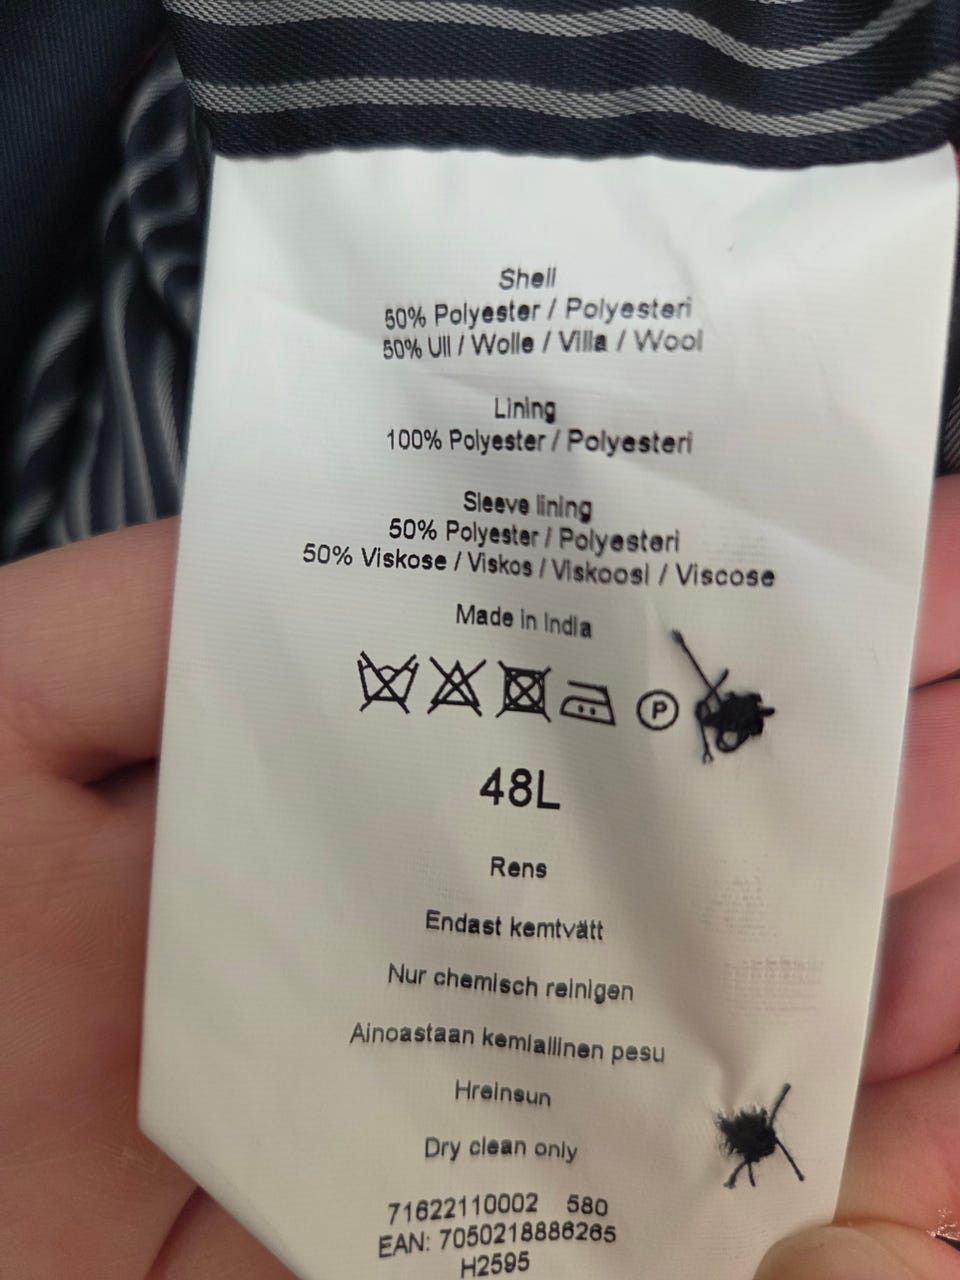 Shell
50% Polyester / Polyesteri
50% Ull / Wolle / Villa / Wool
Lining
100% Polyester / Polyesteri
Sleeve lining
50% Polyester / Polyesteri
50% Viskose / Viskos / Viskoosi / Viscose
Made in India
P
48L
Rens
Endast kemtvätt
Nur chemisch reinigen
Ainoastaan kemiallinen pesu
Hreinsun
Dry clean only
71622110002 580
EAN: 7050218886265
H2595